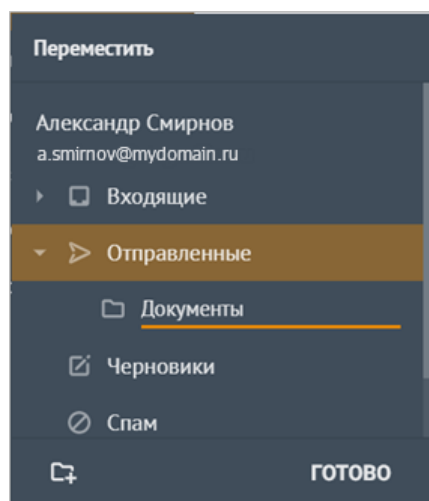 Переместить
Александр Смирнов
a.smirnov@mydomain.ru
Входящие
Отправленные
Документы
Черновики
Спам
ГОТОВО